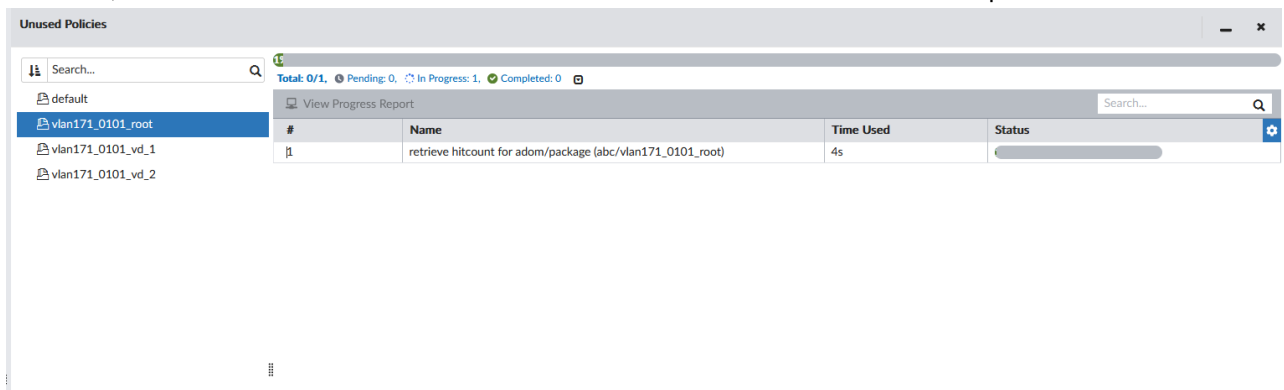 Unused Policies
Search...
default
vlan171_0101_root
vlan171_0101_vd_1
vlan171_0101_vd_2
Total: 0/1, Pending: 0, In Progress: 1, Completed: 0
View Progress Report Search...
# Name Time Used Status
1 retrieve hitcount for adom/package (abc/vlan171_0101_root) 4s